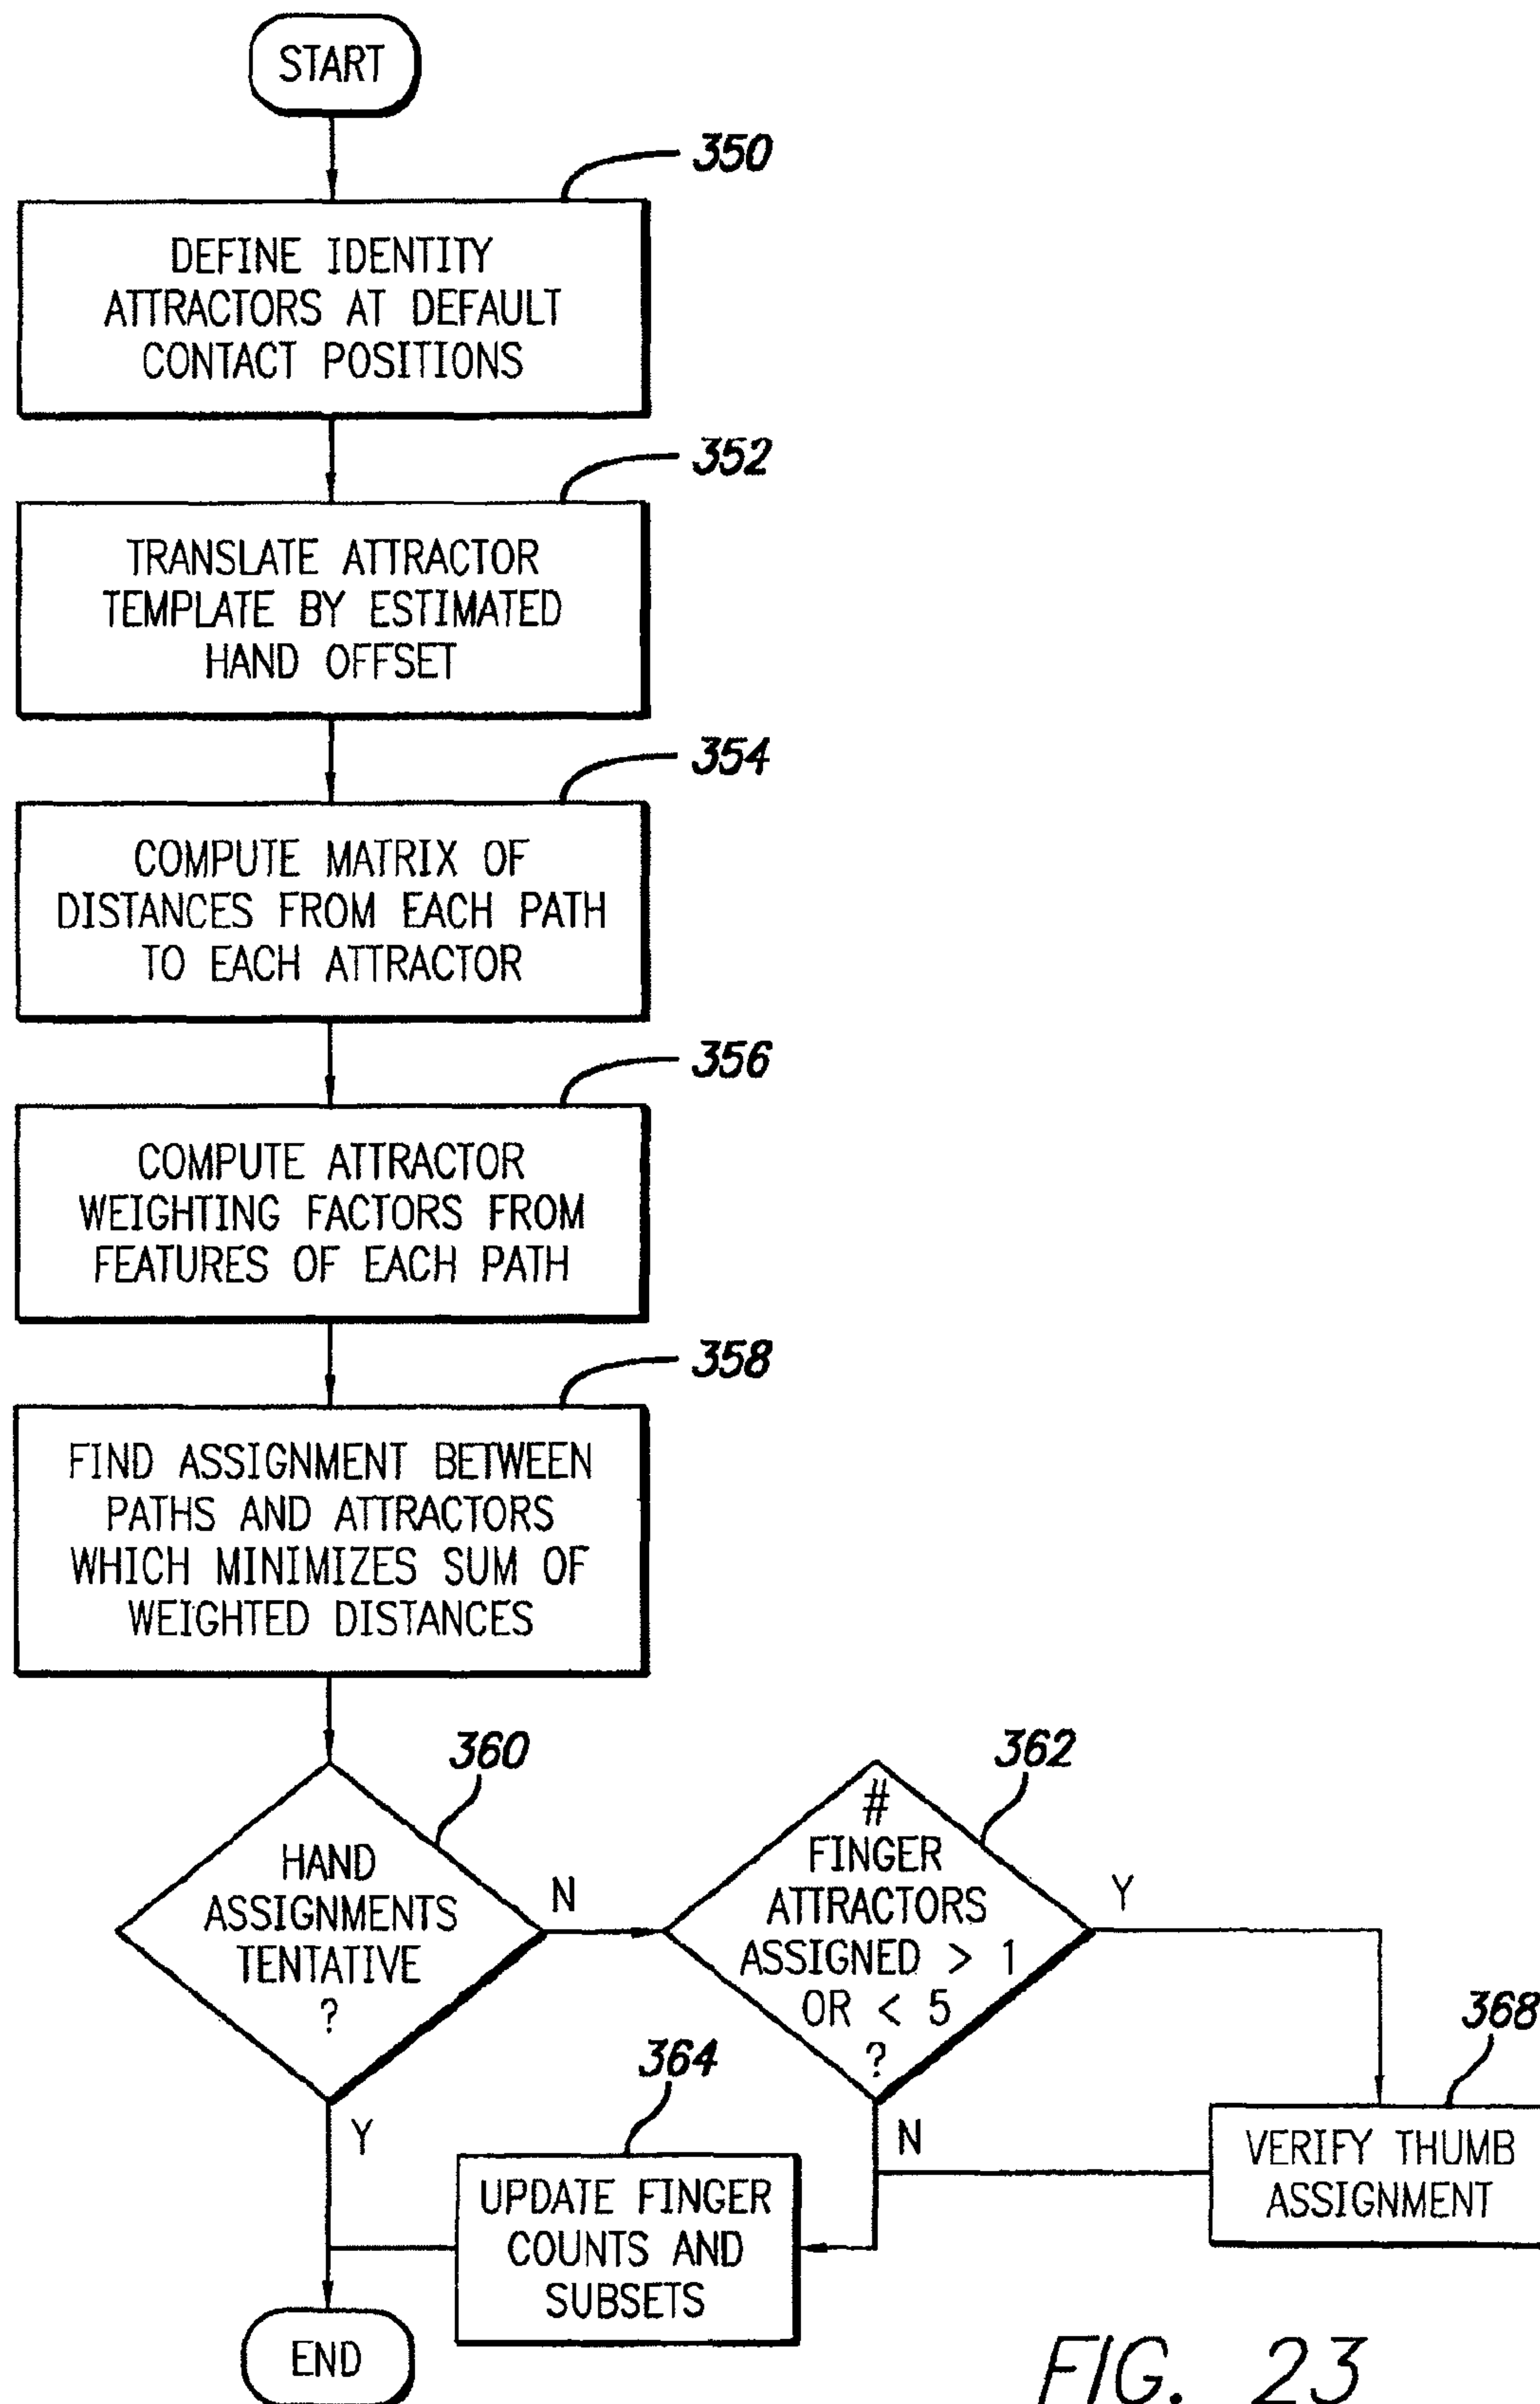 START
350
DEFINE IDENTITY
ATTRACTORS AT DEFAULT
CONTACT POSITIONS
352
TRANSLATE ATTRACTOR
TEMPLATE BY ESTIMATED
HAND OFFSET
354
COMPUTE MATRIX OF
DISTANCES FROM EACH PATH
TO EACH ATTRACTOR
356
COMPUTE ATTRACTOR
WEIGHTING FACTORS FROM
FEATURES OF EACH PATH
358
FIND ASSIGNMENT BETWEEN
PATHS AND ATTRACTORS
WHICH MINIMIZES SUM OF
WEIGHTED DISTANCES
360
HAND
ASSIGNMENTS
TENTATIVE
?
N
Y
362
#
FINGER
ATTRACTORS
ASSIGNED > 1
OR < 5
?
Y
N
368
VERIFY THUMB
ASSIGNMENT
364
UPDATE FINGER
COUNTS AND
SUBSETS
END
FIG. 23